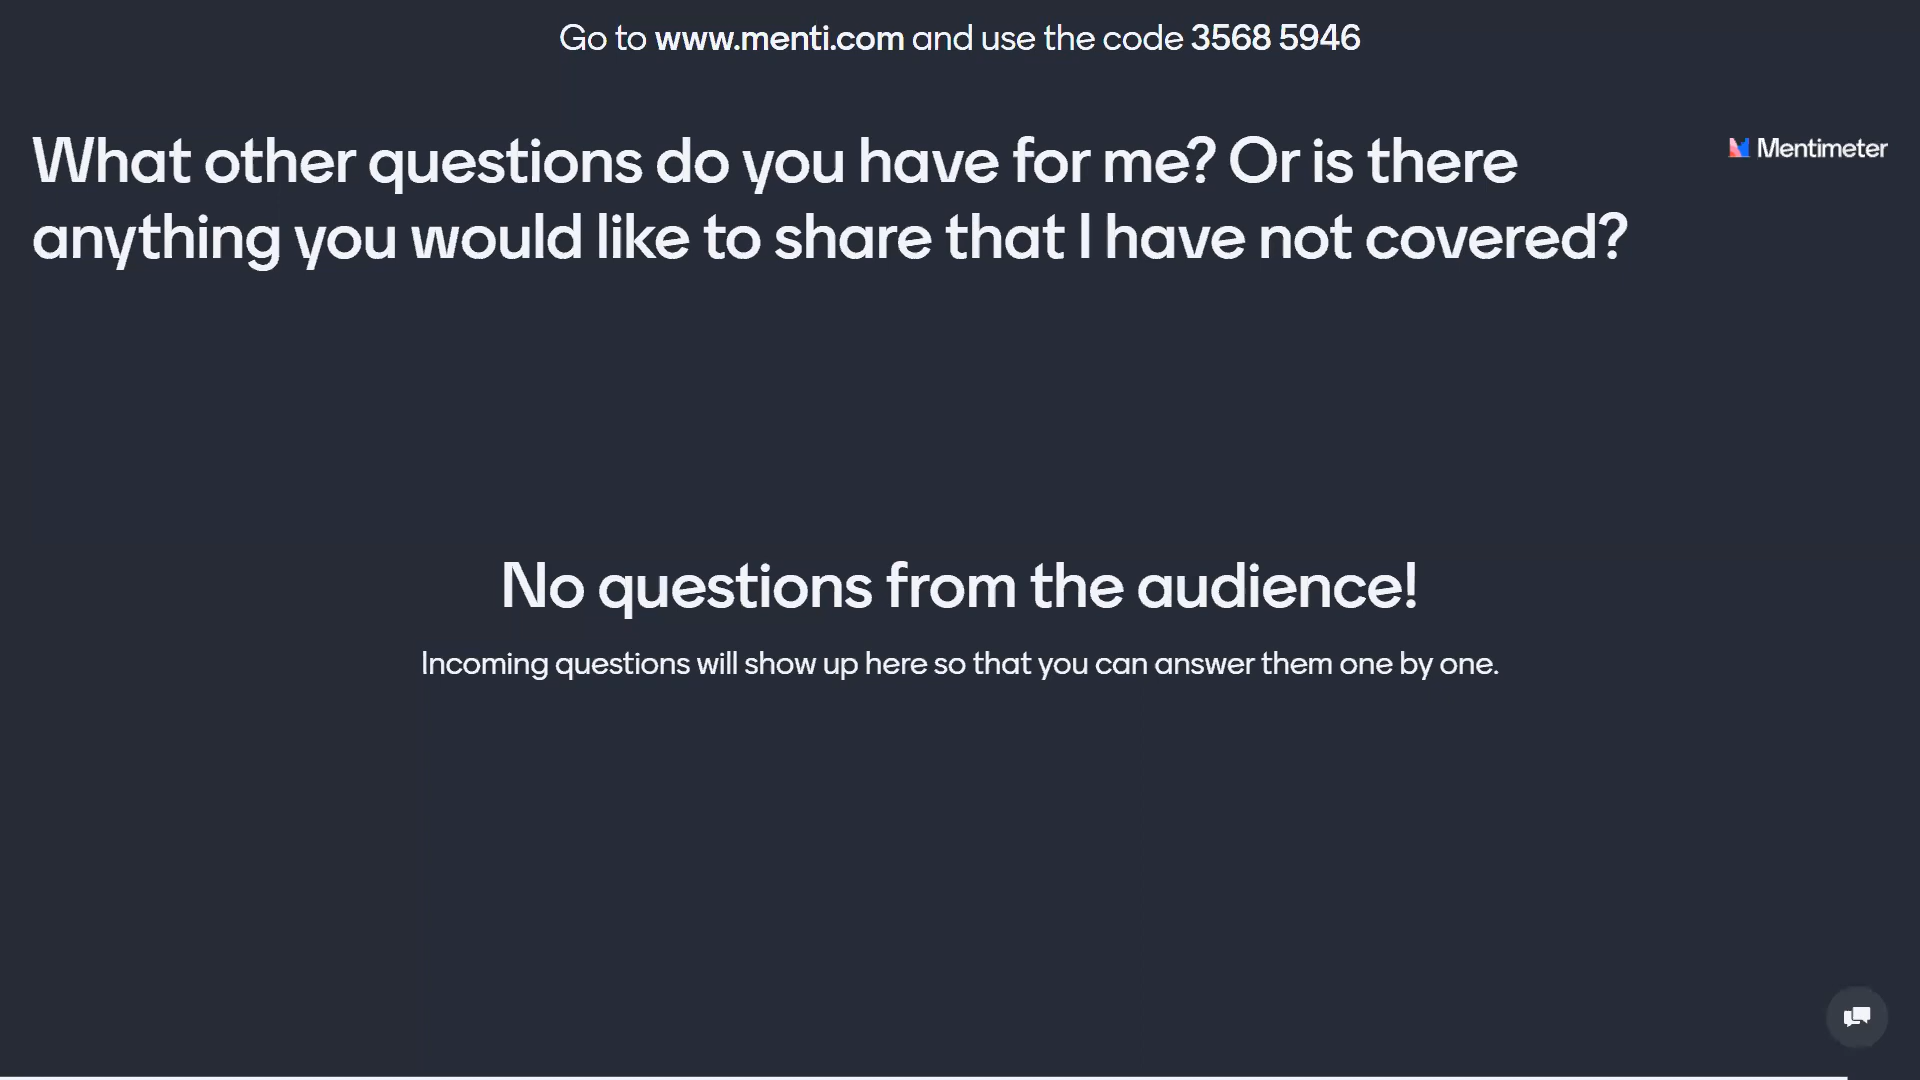 Go to www.menti.com and use the code 3568 5946
What other questions do you have for me? Or is there
anything you would like to share that I have not covered?
Mentimeter
No questions from the audience!
Incoming questions will show up here so that you can answer them one by one.